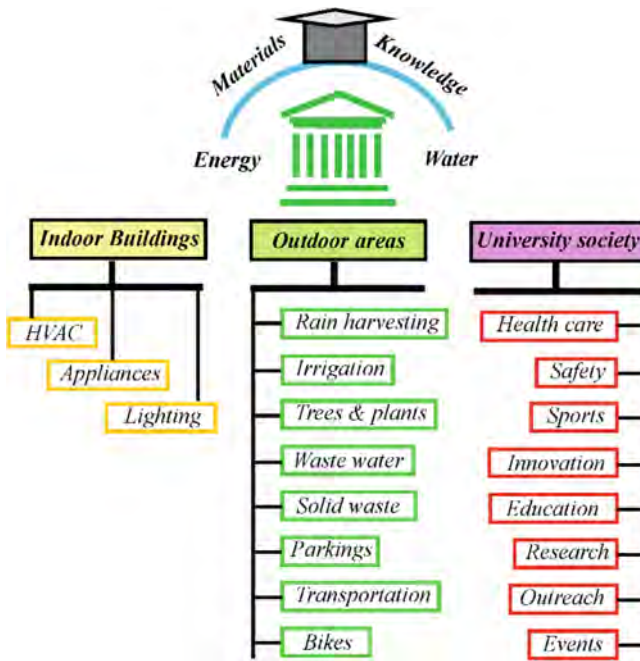 Materials
Knowledge
Energy
Water
Indoor Buildings
Outdoor areas
University society
HVAC
Appliances
Lighting
Rain harvesting
Irrigation
Trees & plants
Waste water
Solid waste
Parkings
Transportation
Bikes
Health care
Safety
Sports
Innovation
Education
Research
Outreach
Events